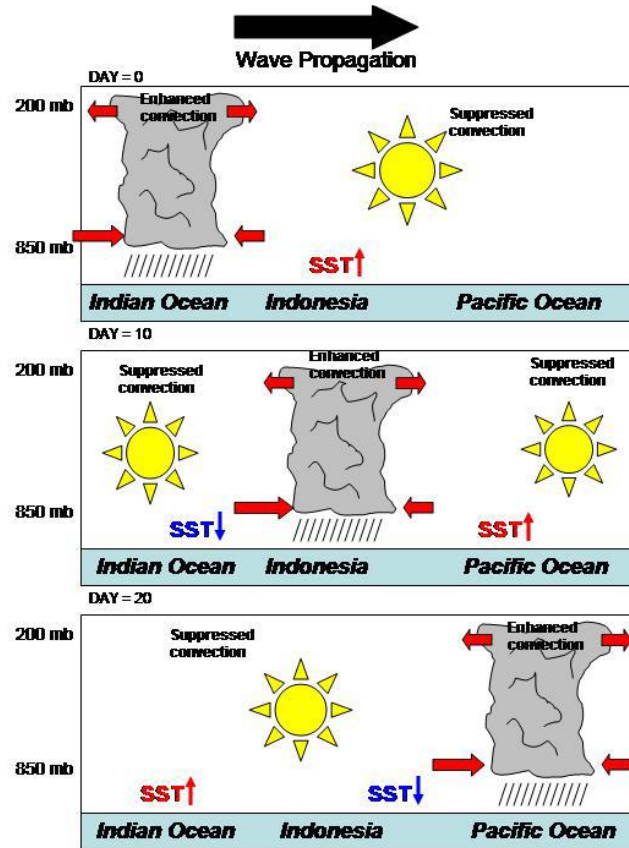 Wave Propagation
DAY = 0
200 mb
Enhanced
convection
Suppressed
convection
850 mb
SST
Indian Ocean Indonesia Pacific Ocean
DAY = 10
200 mb
Suppressed
convection
Enhanced
convection
Suppressed
convection
850 mb
SST
SST
Indian Ocean Indonesia Pacific Ocean
DAY = 20
200 mb
Suppressed
convection
Enhanced
convection
850 mb
SST
SST
Indian Ocean Indonesia Pacific Ocean